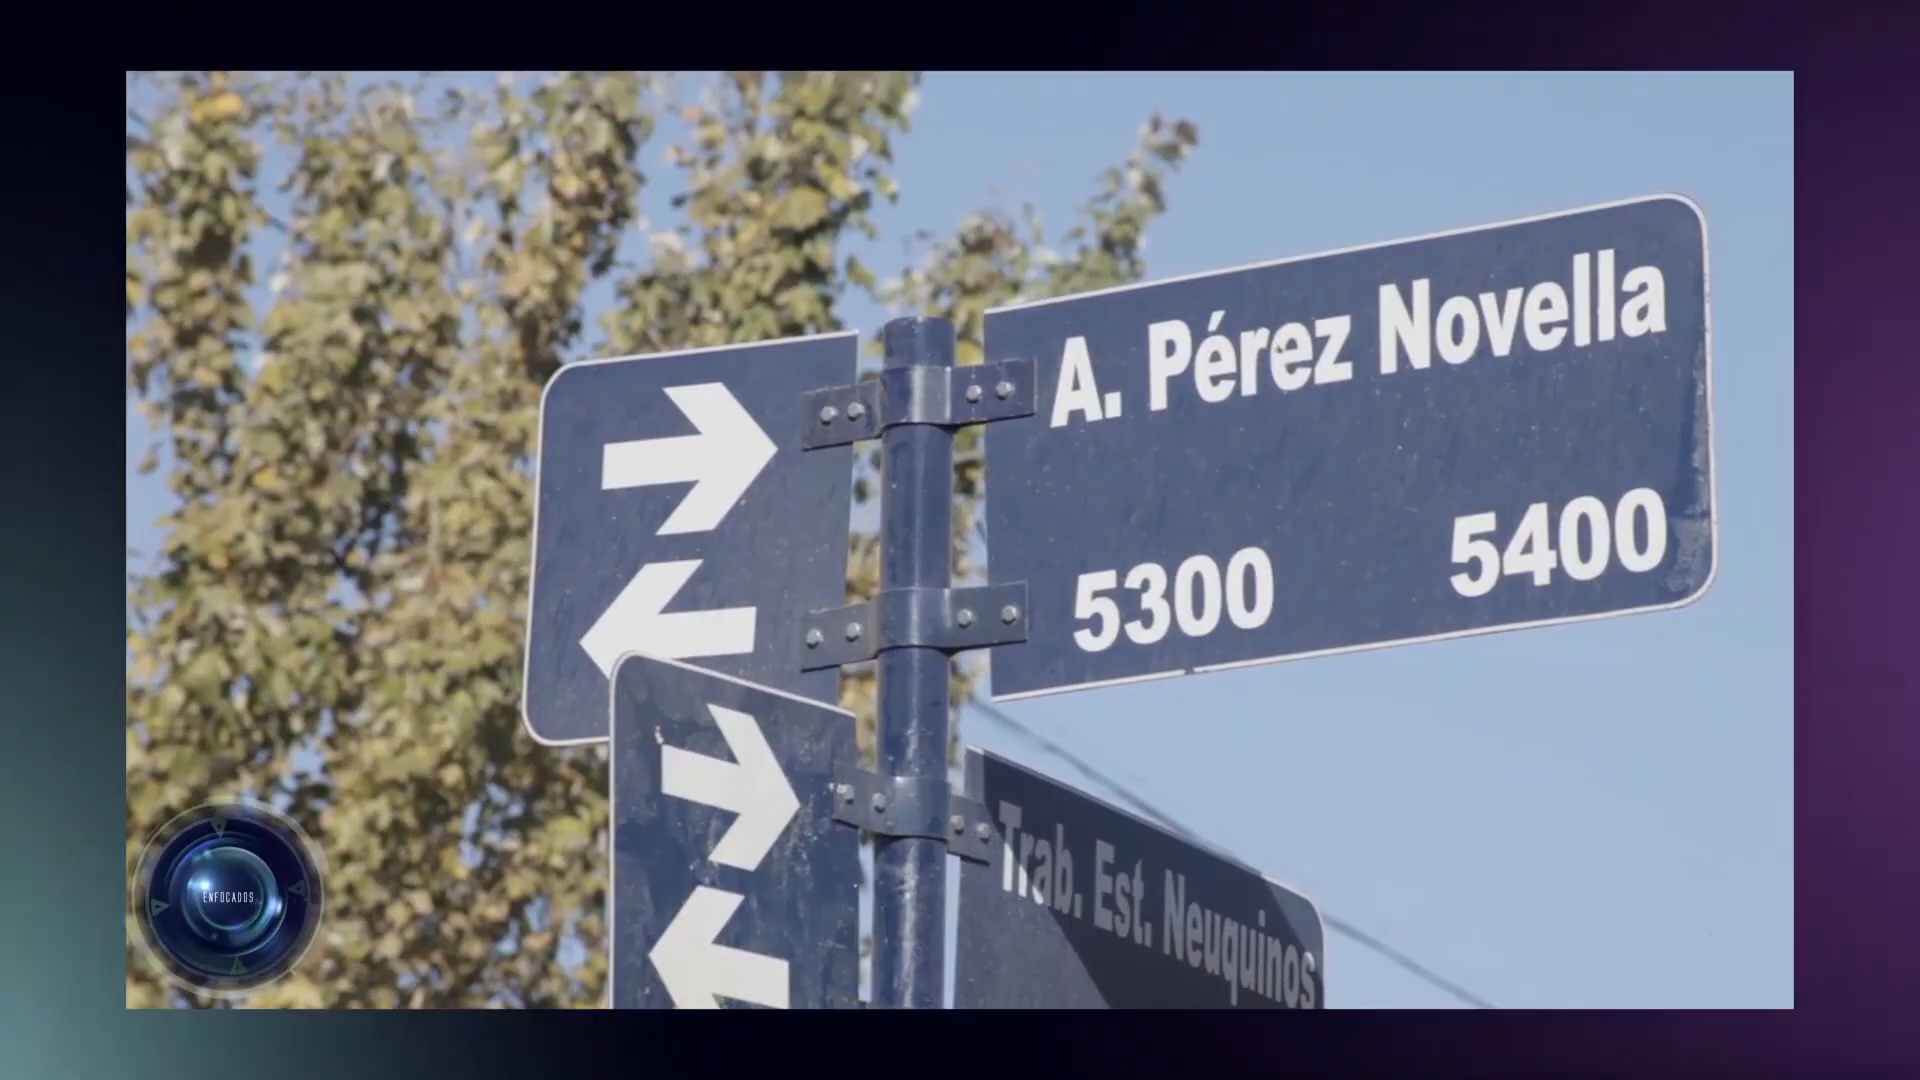 A. Pérez Novella
5300 5400
Trab. Est. Neuquinos
ENFOCADOS